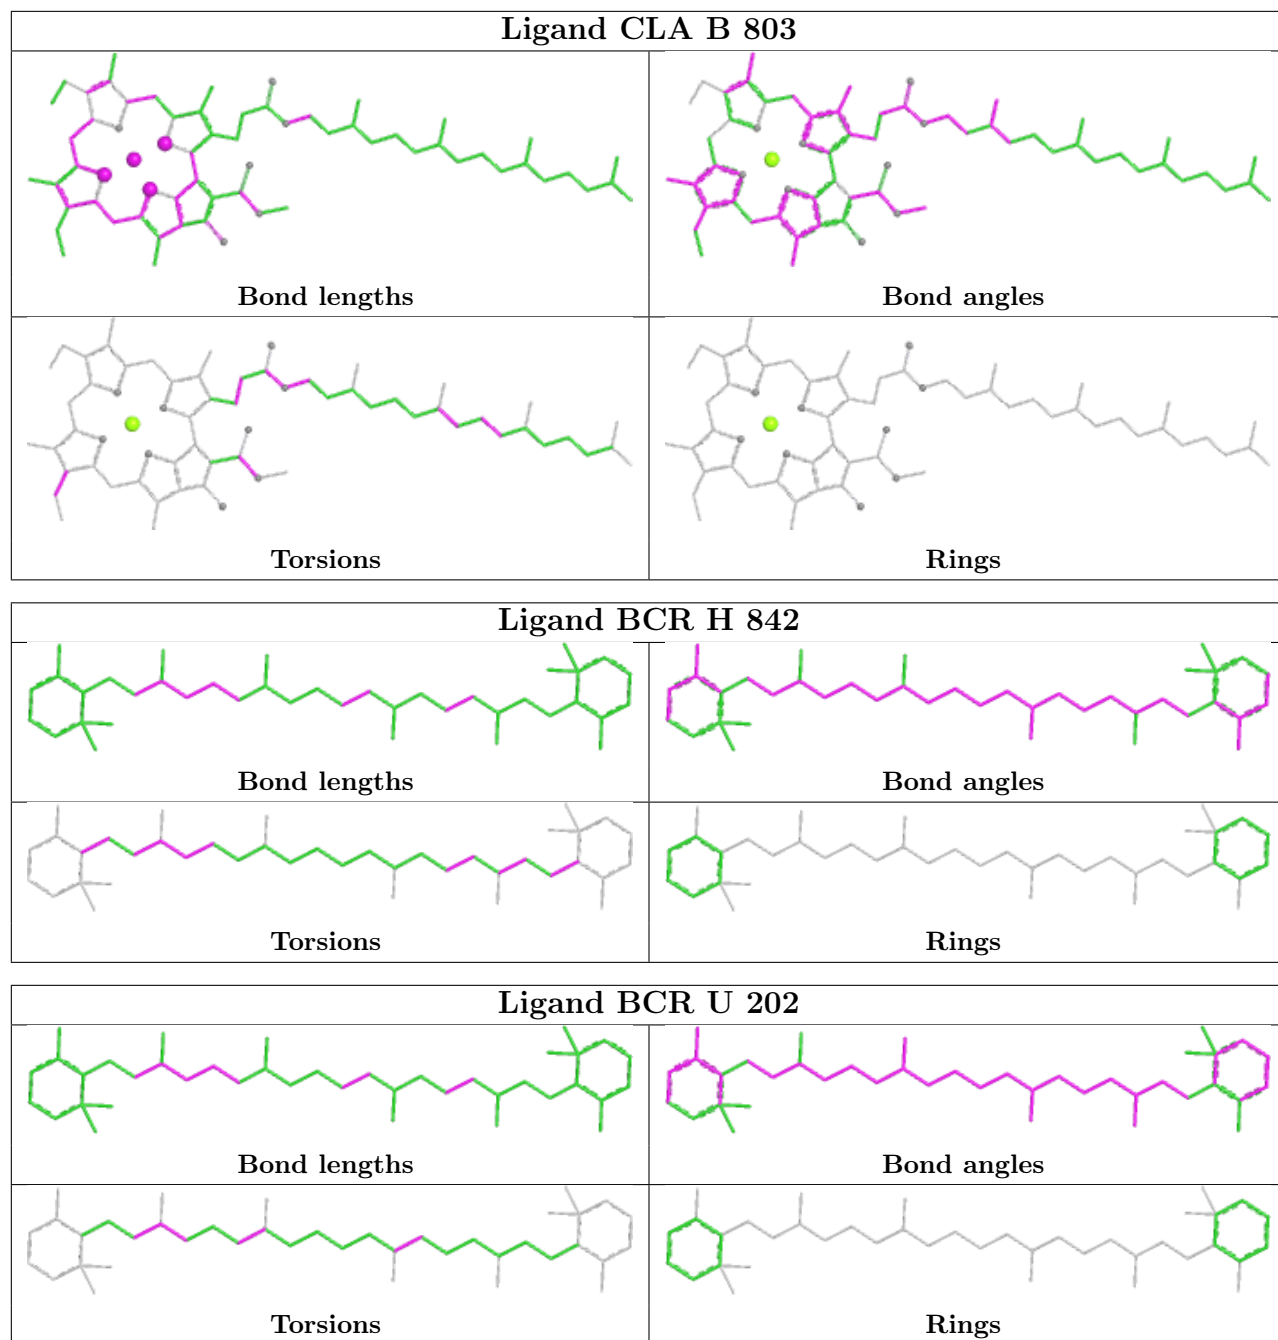 Ligand CLA B 803
Bond lengths
Bond angles
Torsions
Rings
Ligand BCR H 842
Bond lengths
Bond angles
Torsions
Rings
Ligand BCR U 202
Bond lengths
Bond angles
Torsions
Rings